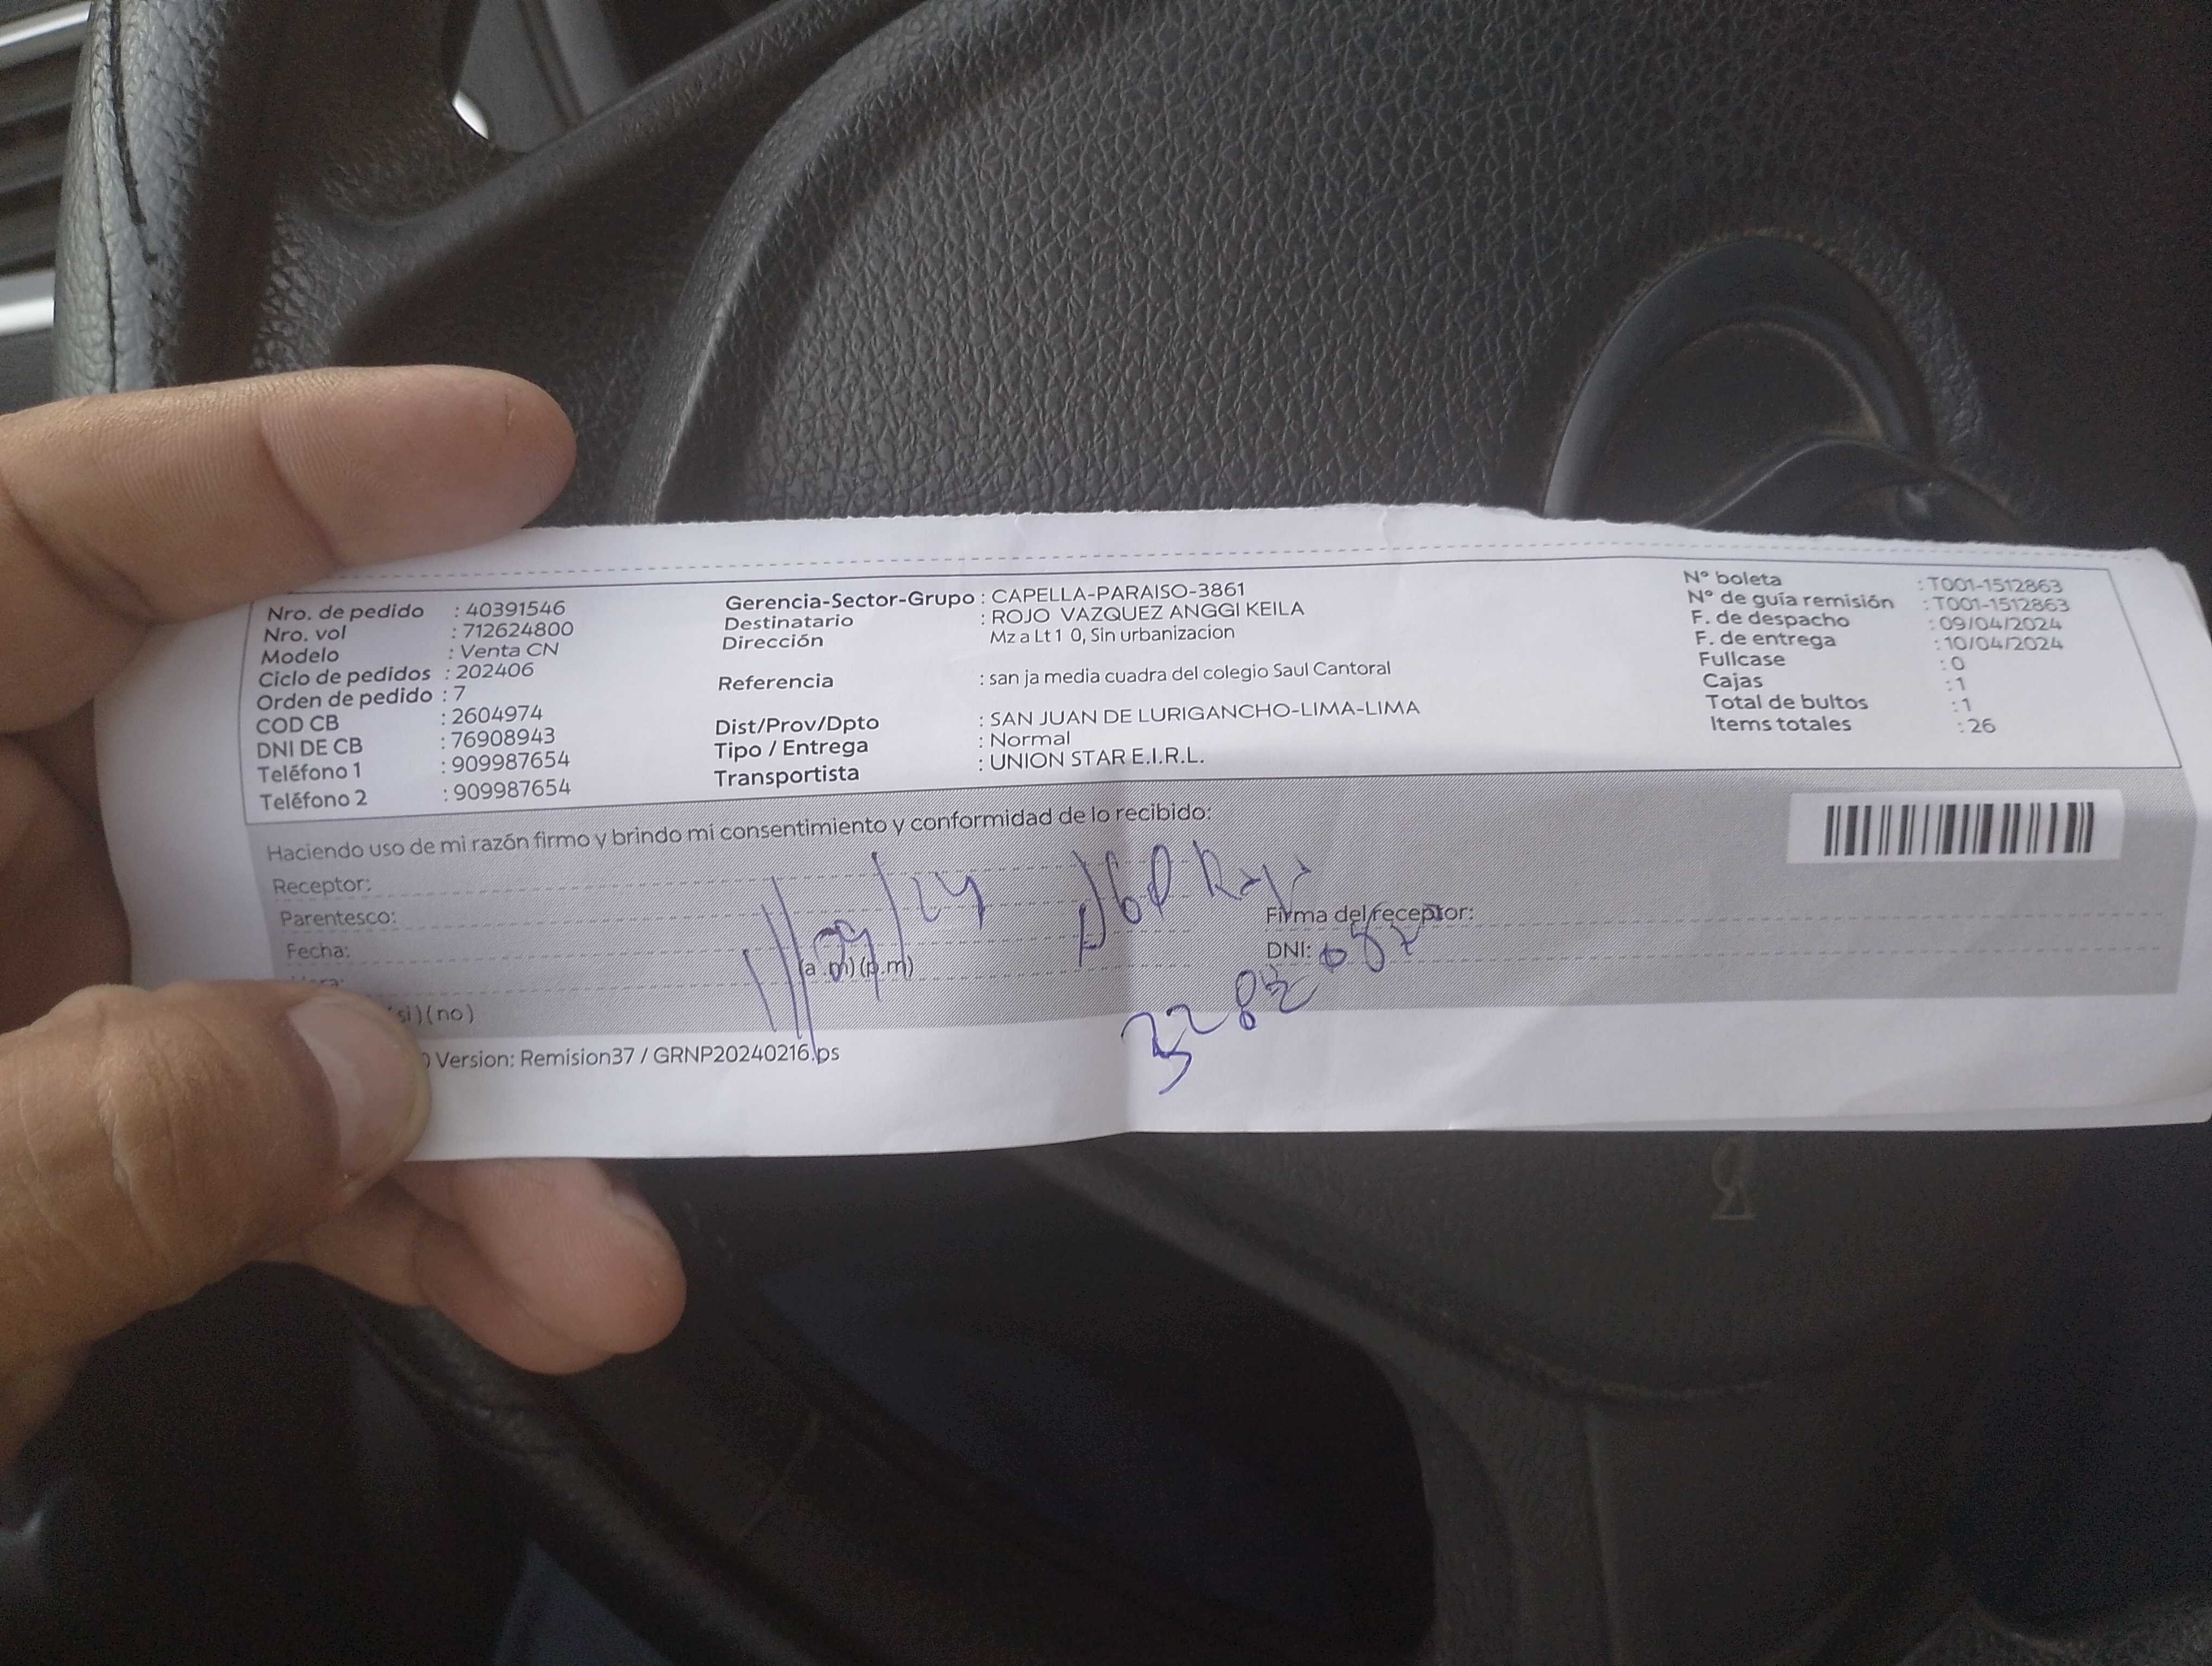 Nro. de pedido : 40391546
Nro. vol : 712624800
Modelo : Venta CN
Ciclo de pedidos : 202406
Orden de pedido : 7
COD CB : 2604974
DNI DE CB : 76908943
Teléfono 1 : 909987654
Teléfono 2 : 909987654
Gerencia-Sector-Grupo : CAPELLA-PARAISO-3861
Destinatario : ROJO VAZQUEZ ANGGI KEILA
Dirección Mz a Lt 1 0, Sin urbanizacion
Referencia : san ja media cuadra del colegio Saul Cantoral
Dist/Prov/Dpto : SAN JUAN DE LURIGANCHO-LIMA-LIMA
Tipo / Entrega : Normal
Transportista : UNION STAR E.I.R.L.
N° boleta : T001-1512863
N° de guía remisión : T001-1512863
F. de despacho : 09/04/2024
F. de entrega : 10/04/2024
Fullcase : 0
Cajas : 1
Total de bultos : 1
Items totales : 26
Haciendo uso de mi razón firmo y brindo mi consentimiento y conformidad de lo recibido:
Receptor:
Parentesco:
Fecha:
(a.m)(p.m)
Firma del receptor:
DNI:
si)(no)
Version: Remision37 / GRNP20240216.ps